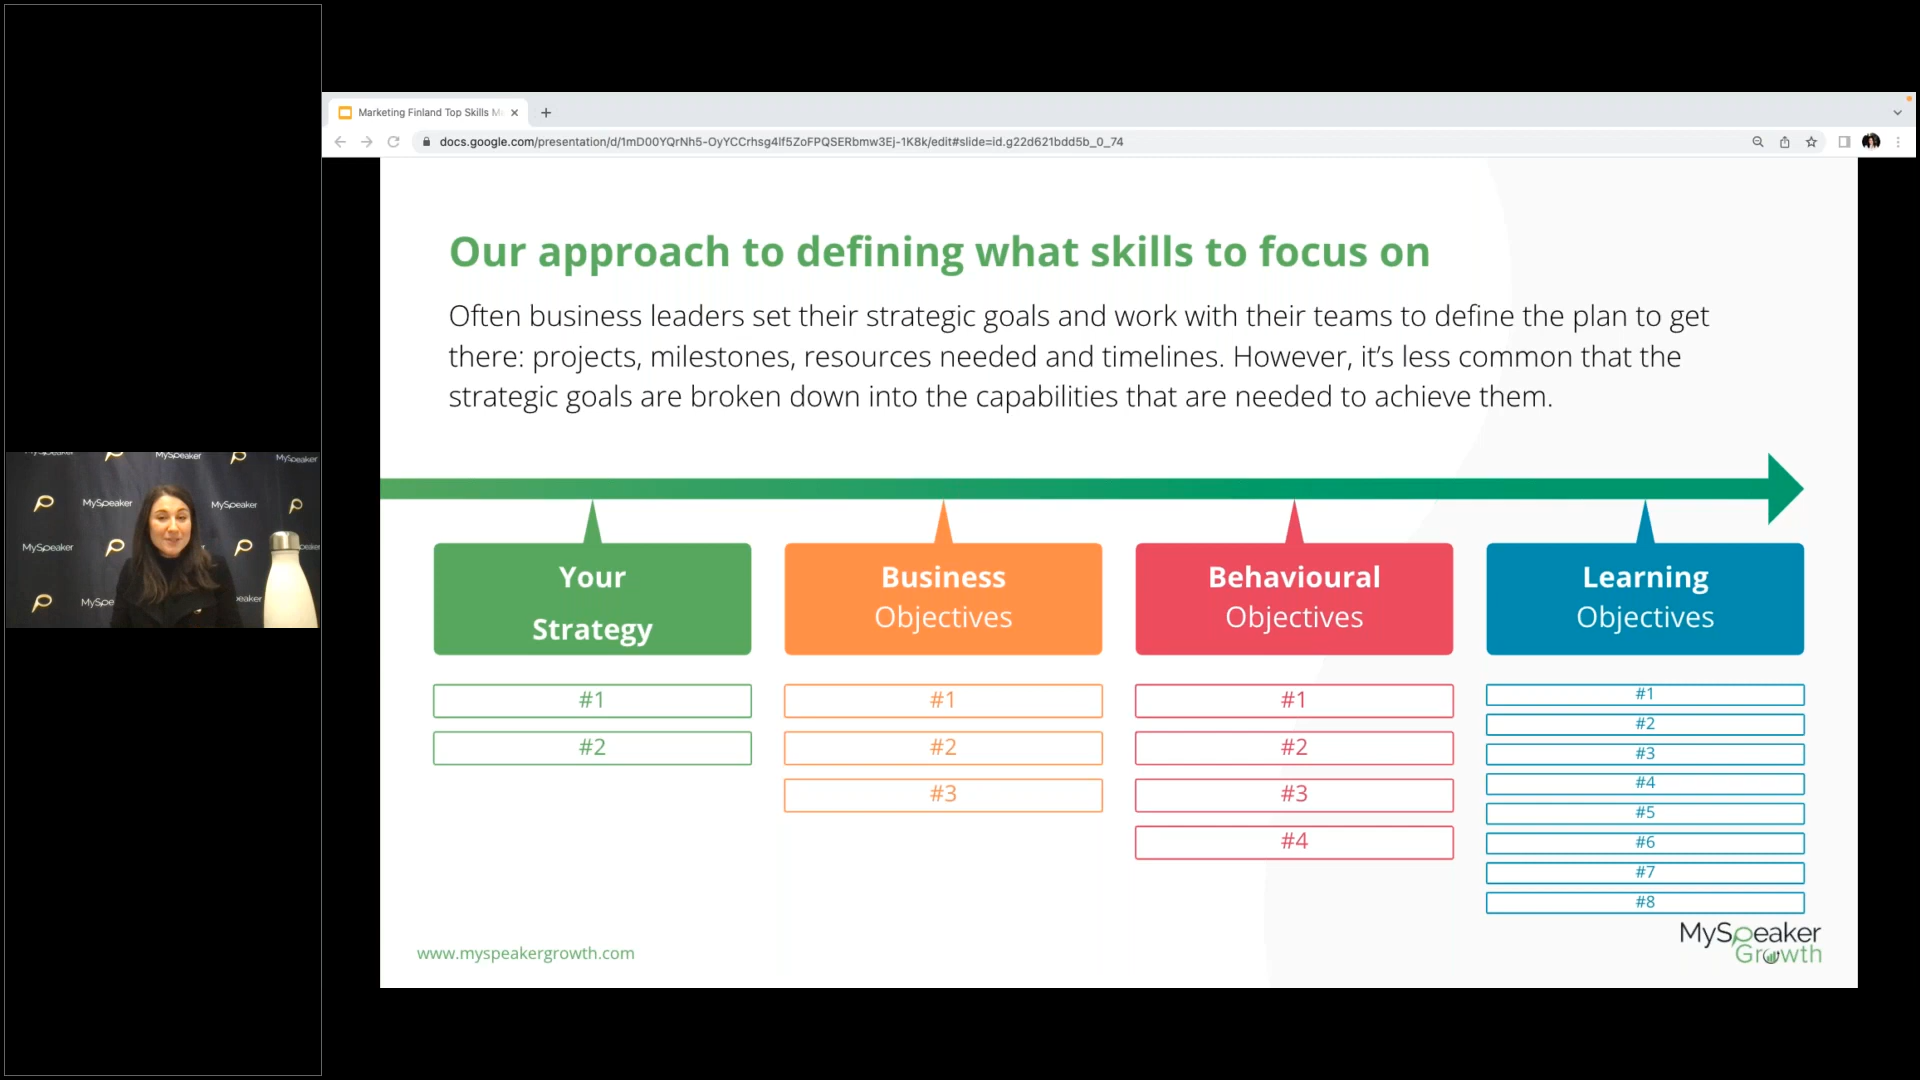 Marketing Finland Top Skills M
docs.google.com/presentation/d/1mD00YQrNh5-OyYCCrhsg4lf5ZoFPQSERbmw3Ej-1K8k/edit#slide=id.g22d621bdd5b_0_74
Our approach to defining what skills to focus on
Often business leaders set their strategic goals and work with their teams to define the plan to get
there: projects, milestones, resources needed and timelines. However, it’s less common that the
strategic goals are broken down into the capabilities that are needed to achieve them.
Your
Strategy
#1
#2
Business
Objectives
#1
#2
#3
Behavioural
Objectives
#1
#2
#3
#4
Learning
Objectives
#1
#2
#3
#4
#5
#6
#7
#8
www.myspeakergrowth.com
MySpeaker
Growth
MySpeaker
MySpeaker
MySpeaker
MySpeaker
MySpeaker